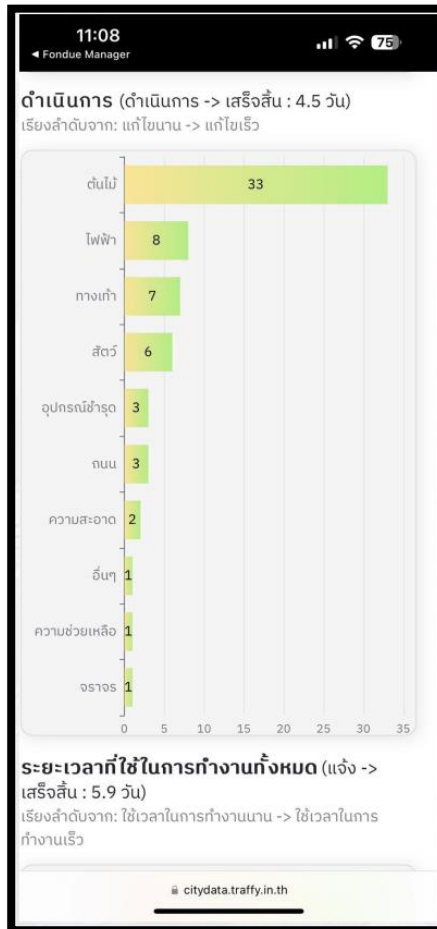 11:08
75
◀ Fondue Manager
ดำเนินการ (ดำเนินการ -> เสร็จสิ้น : 4.5 วัน)
เรียงลำดับจาก: แก้ไขนาน -> แก้ไขเร็ว
ต้นไม้ 33
ไฟฟ้า 8
ทางเท้า 7
สัตว์ 6
อุปกรณ์ชำรุด 3
ถนน 3
ความสะอาด 2
อื่นๆ 1
ความช่วยเหลือ 1
จราจร 1
0 5 10 15 20 25 30 35
ระยะเวลาที่ใช้ในการทำงานทั้งหมด (แจ้ง ->
เสร็จสิ้น : 5.9 วัน)
เรียงลำดับจาก: ใช้เวลาในการทำงานนาน -> ใช้เวลาในการ
ทำงานเร็ว
citydata.traffy.in.th